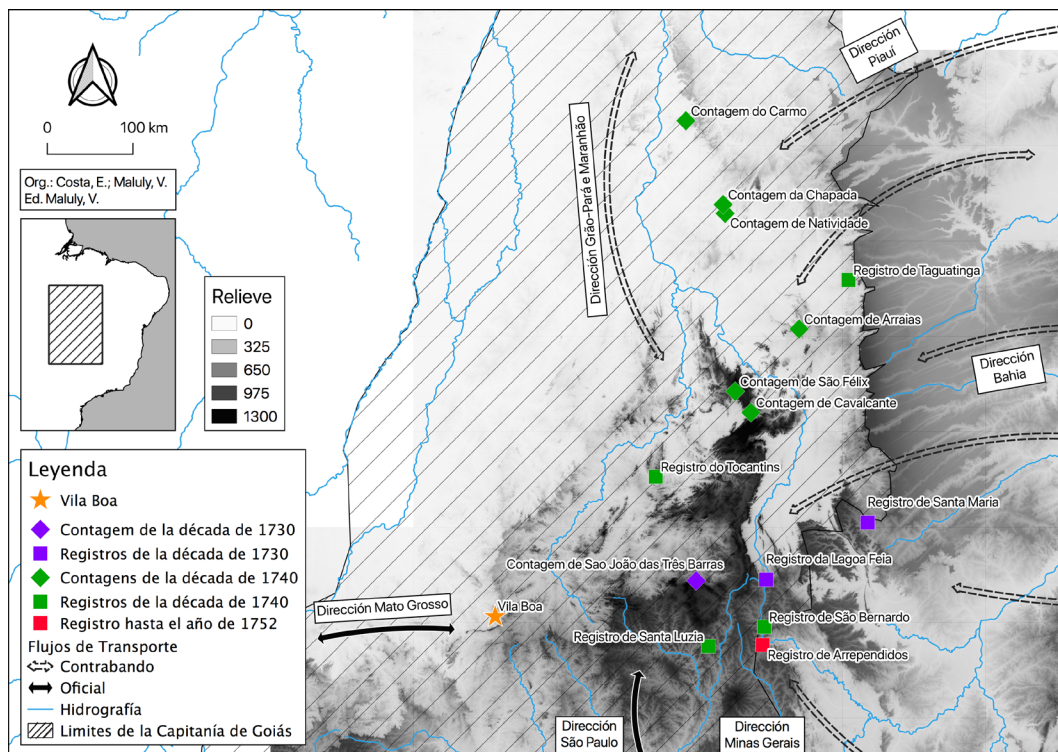 0
100 km
Org.: Costa, E.; Maluly, V.
Ed. Maluly, V.
Relieve
0
325
650
975
1300
Leyenda
Vila Boa
Contagem de la década de 1730
Registros de la década de 1730
Contagens de la década de 1740
Registros de la década de 1740
Registro hasta el año de 1752
Flujos de Transporte
Contrabando
Oficial
Hidrografía
Limites de la Capitanía de Goiás
Dirección
Piauí
Contagem do Carmo
Dirección Grão-Pará e Maranhão
Contagem da Chapada
Contagem de Natividade
Registro de Taguatinga
Contagem de Arraias
Dirección
Bahia
Contagem de São Félix
Contagem de Cavalcante
Registro do Tocantins
Registro de Santa Maria
Contagem de Sao João das Três Barras
Registro da Lagoa Feia
Dirección Mato Grosso
Vila Boa
Registro de São Bernardo
Registro de Santa Luzia
Registro de Arrependidos
Dirección
São Paulo
Dirección
Minas Gerais